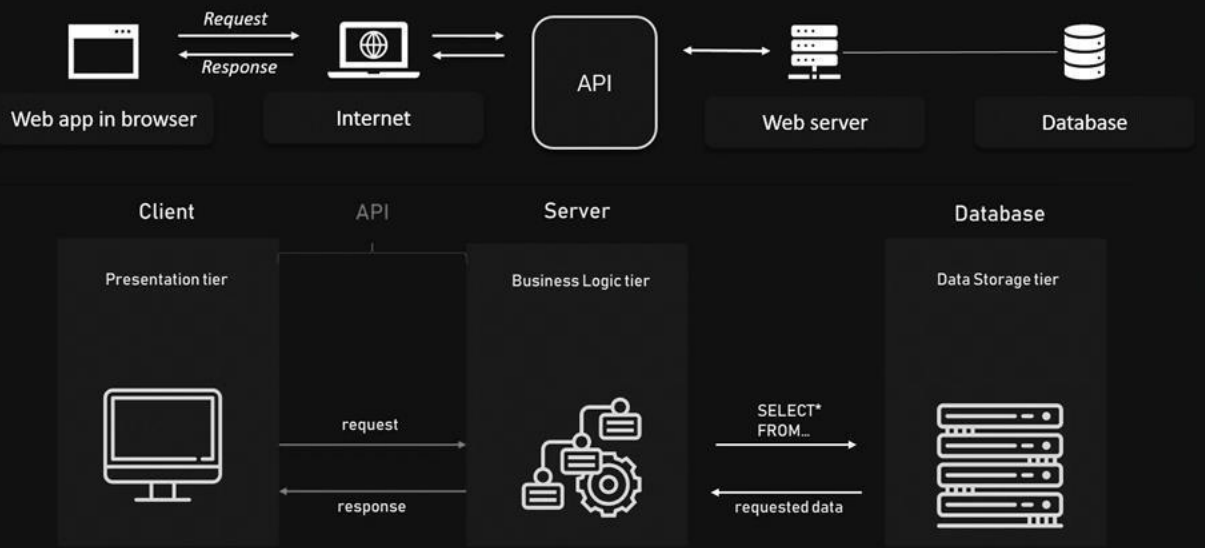 Request
Response
API
Web app in browser
Internet
Web server
Database
Client
API
Server
Database
Presentation tier
Business Logic tier
Data Storage tier
SELECT*
FROM...
request
response
requested data